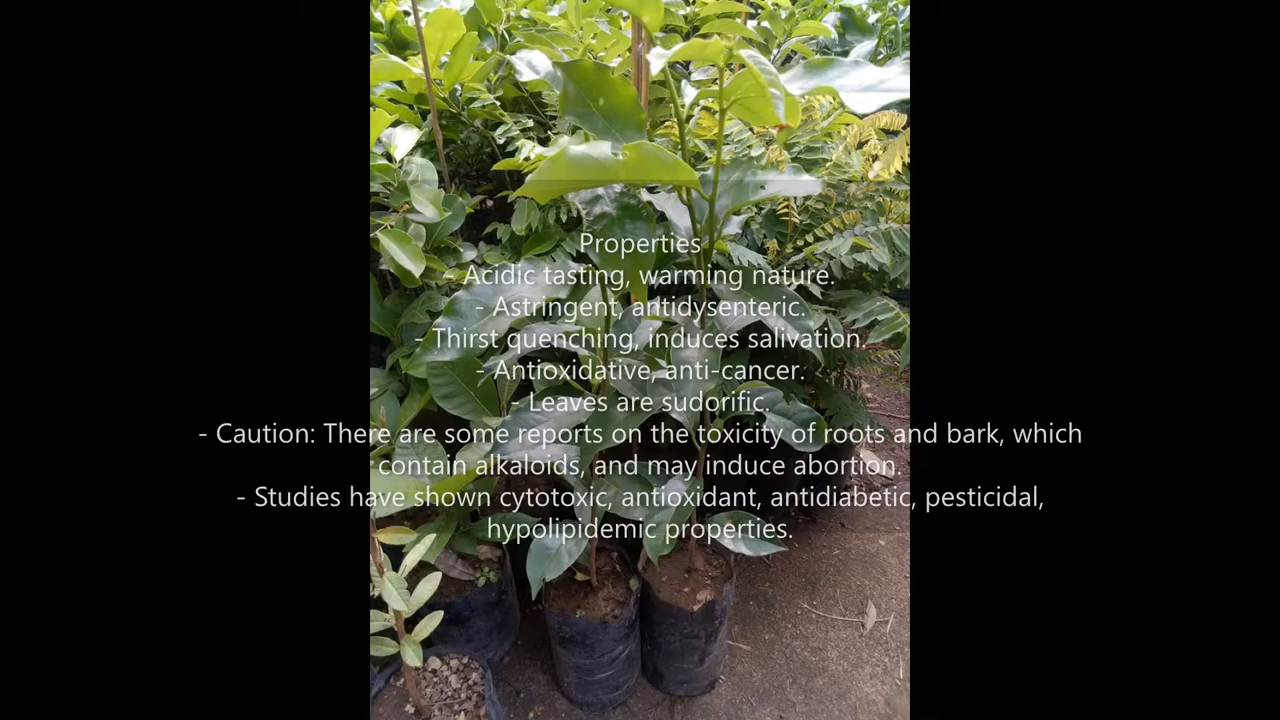 Properties
- Acidic tasting, warming nature.
- Astringent, antidysenteric.
- Thirst quenching, induces salivation.
- Antioxidative, anti-cancer.
- Leaves are sudorific.
- Caution: There are some reports on the toxicity of roots and bark, which
contain alkaloids, and may induce abortion.
- Studies have shown cytotoxic, antioxidant, antidiabetic, pesticidal,
hypolipidemic properties.